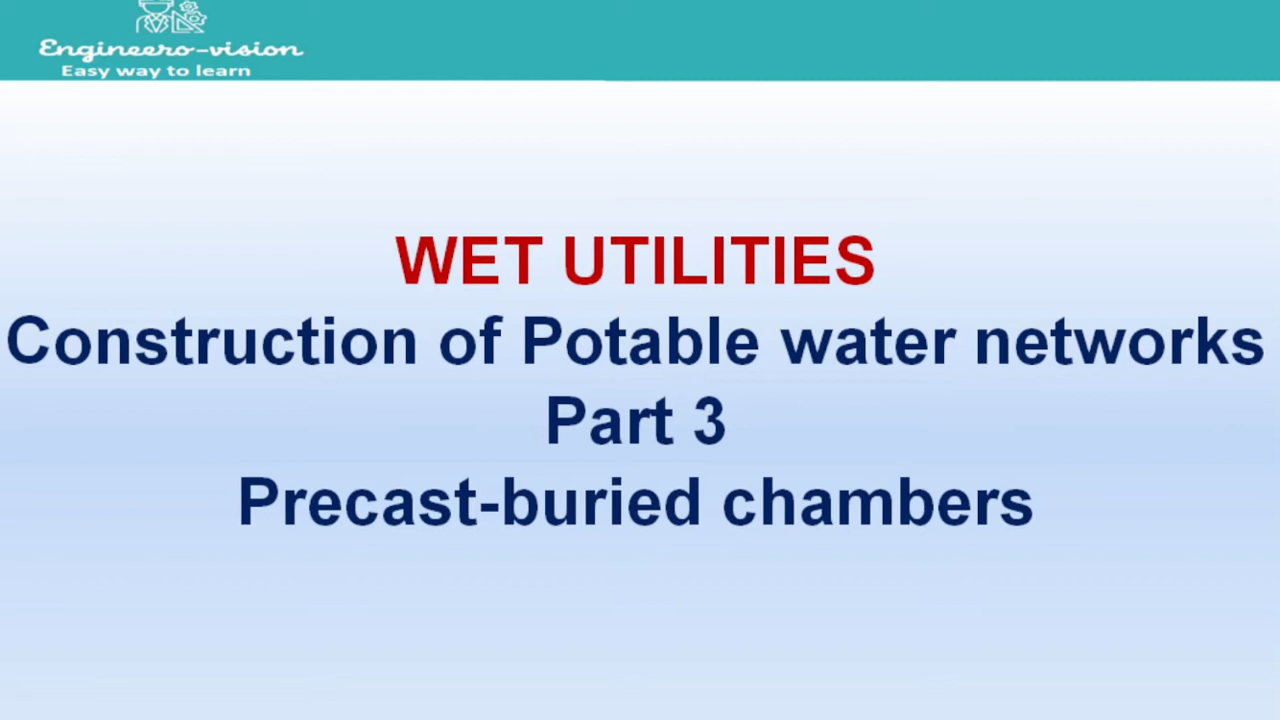 Engineero-vision
Easy way to learn
WET UTILITIES
Construction of Potable water networks
Part 3
Precast-buried chambers